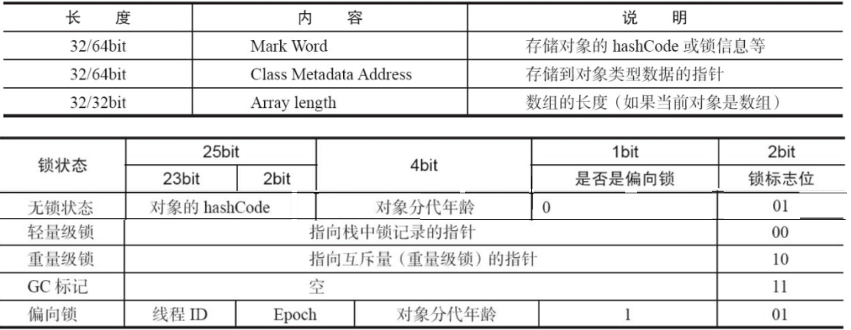 长 度 内 容 说 明
32/64bit Mark Word 存储对象的 hashCode 或锁信息等
32/64bit Class Metadata Address 存储到对象类型数据的指针
32/32bit Array length 数组的长度（如果当前对象是数组）
锁状态 25bit 4bit 1bit 2bit
23bit 2bit 是否是偏向锁 锁标志位
无锁状态 对象的 hashCode 对象分代年龄 0 01
轻量级锁 指向栈中锁记录的指针 00
重量级锁 指向互斥量（重量级锁）的指针 10
GC 标记 空 11
偏向锁 线程 ID Epoch 对象分代年龄 1 01